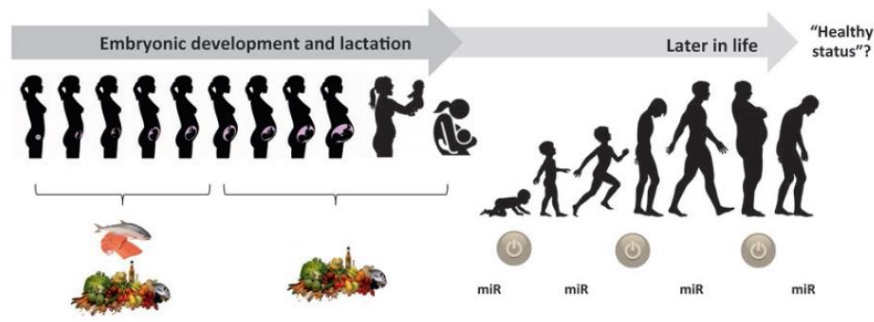 Embryonic development and lactation
Later in life
“Healthy
status”?
miR
miR
miR
miR